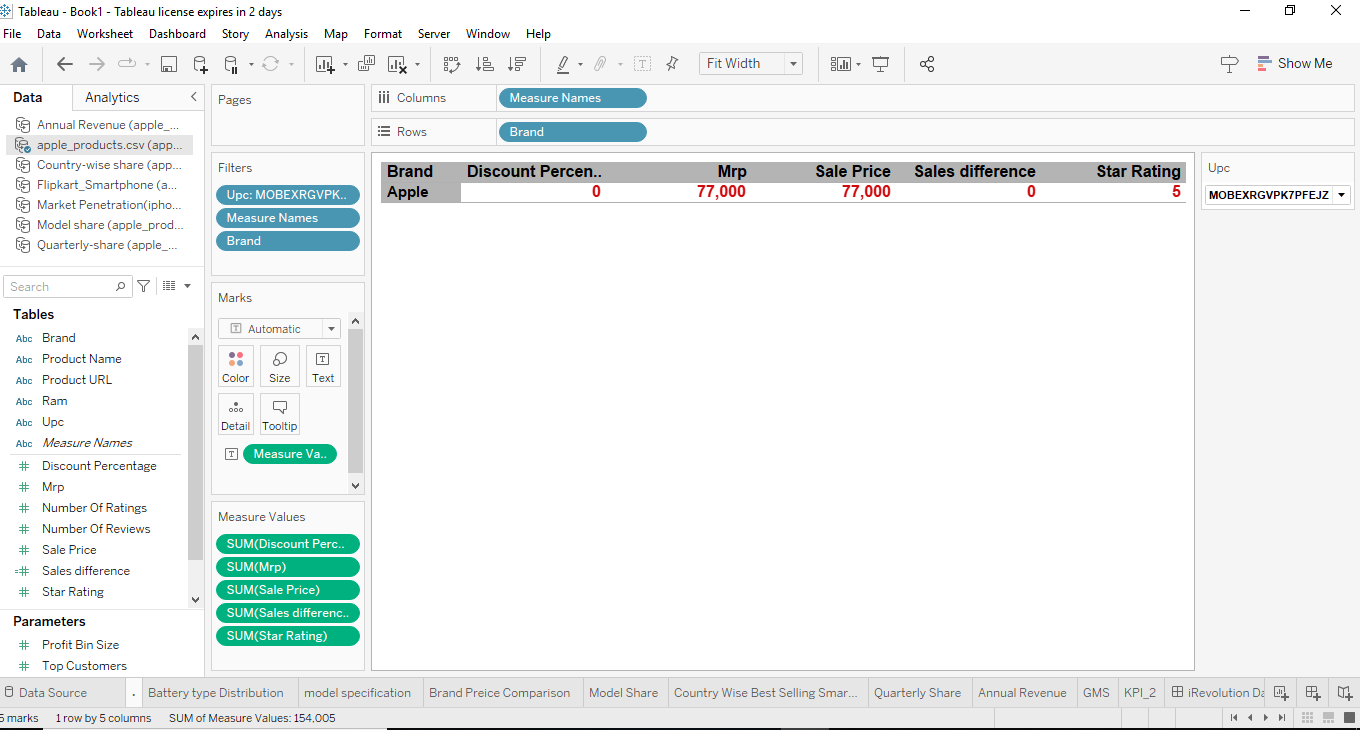 Tableau - Book1 - Tableau license expires in 2 days
File Data Worksheet Dashboard Story Analysis Map Format Server Window Help
Fit Width
Show Me
Data Analytics
Annual Revenue (apple_...
apple_products.csv (app...
Country-wise share (app...
Flipkart_Smartphone (a...
Market Penetration(ipho...
Model share (apple_prod...
Quarterly-share (apple_...
Search
Tables
Abc Brand
Abc Product Name
Abc Product URL
Abc Ram
Abc Upc
Abc Measure Names
# Discount Percentage
# Mrp
# Number Of Ratings
# Number Of Reviews
# Sale Price
=# Sales difference
# Star Rating
Parameters
# Profit Bin Size
# Top Customers
Pages
Filters
Upc: MOBEXRGVPK..
Measure Names
Brand
Marks
T Automatic
Color Size Text
Detail Tooltip
T Measure Va..
Measure Values
SUM(Discount Perc..
SUM(Mrp)
SUM(Sale Price)
SUM(Sales differenc..
SUM(Star Rating)
Columns Measure Names
Rows Brand
Brand Discount Percen.. Mrp Sale Price Sales difference Star Rating
Apple 0 77,000 77,000 0 5
Upc
MOBEXRGVPK7PFEJZ
Data Source . Battery type Distribution model specification Brand Preice Comparison Model Share Country Wise Best Selling Smar... Quarterly Share Annual Revenue GMS KPI_2 iRevolution Da
5 marks 1 row by 5 columns SUM of Measure Values: 154,005